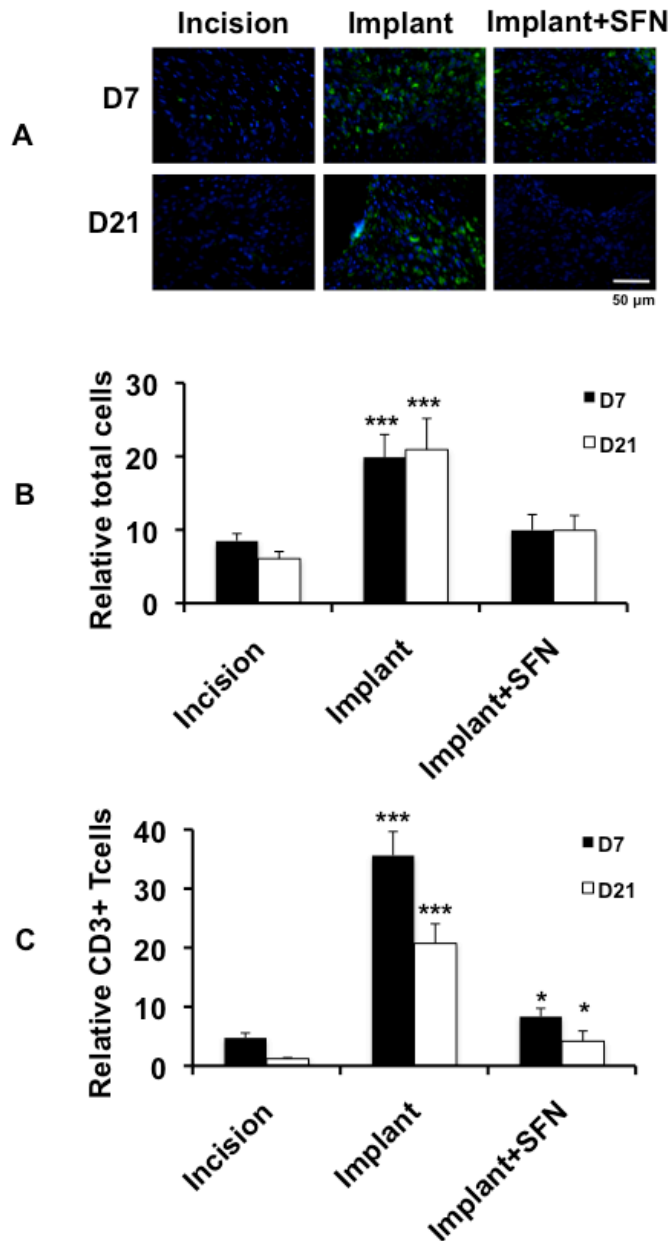 Incision Implant Implant+SFN
D7
A
D21
50 µm
30
***
***
D7
D21
20
B
Relative total cells
10
0
Incision
Implant
Implant+SFN
40
***
D7
D21
30
***
C
Relative CD3+ Tcells
20
10
* *
0
Incision
Implant
Implant+SFN